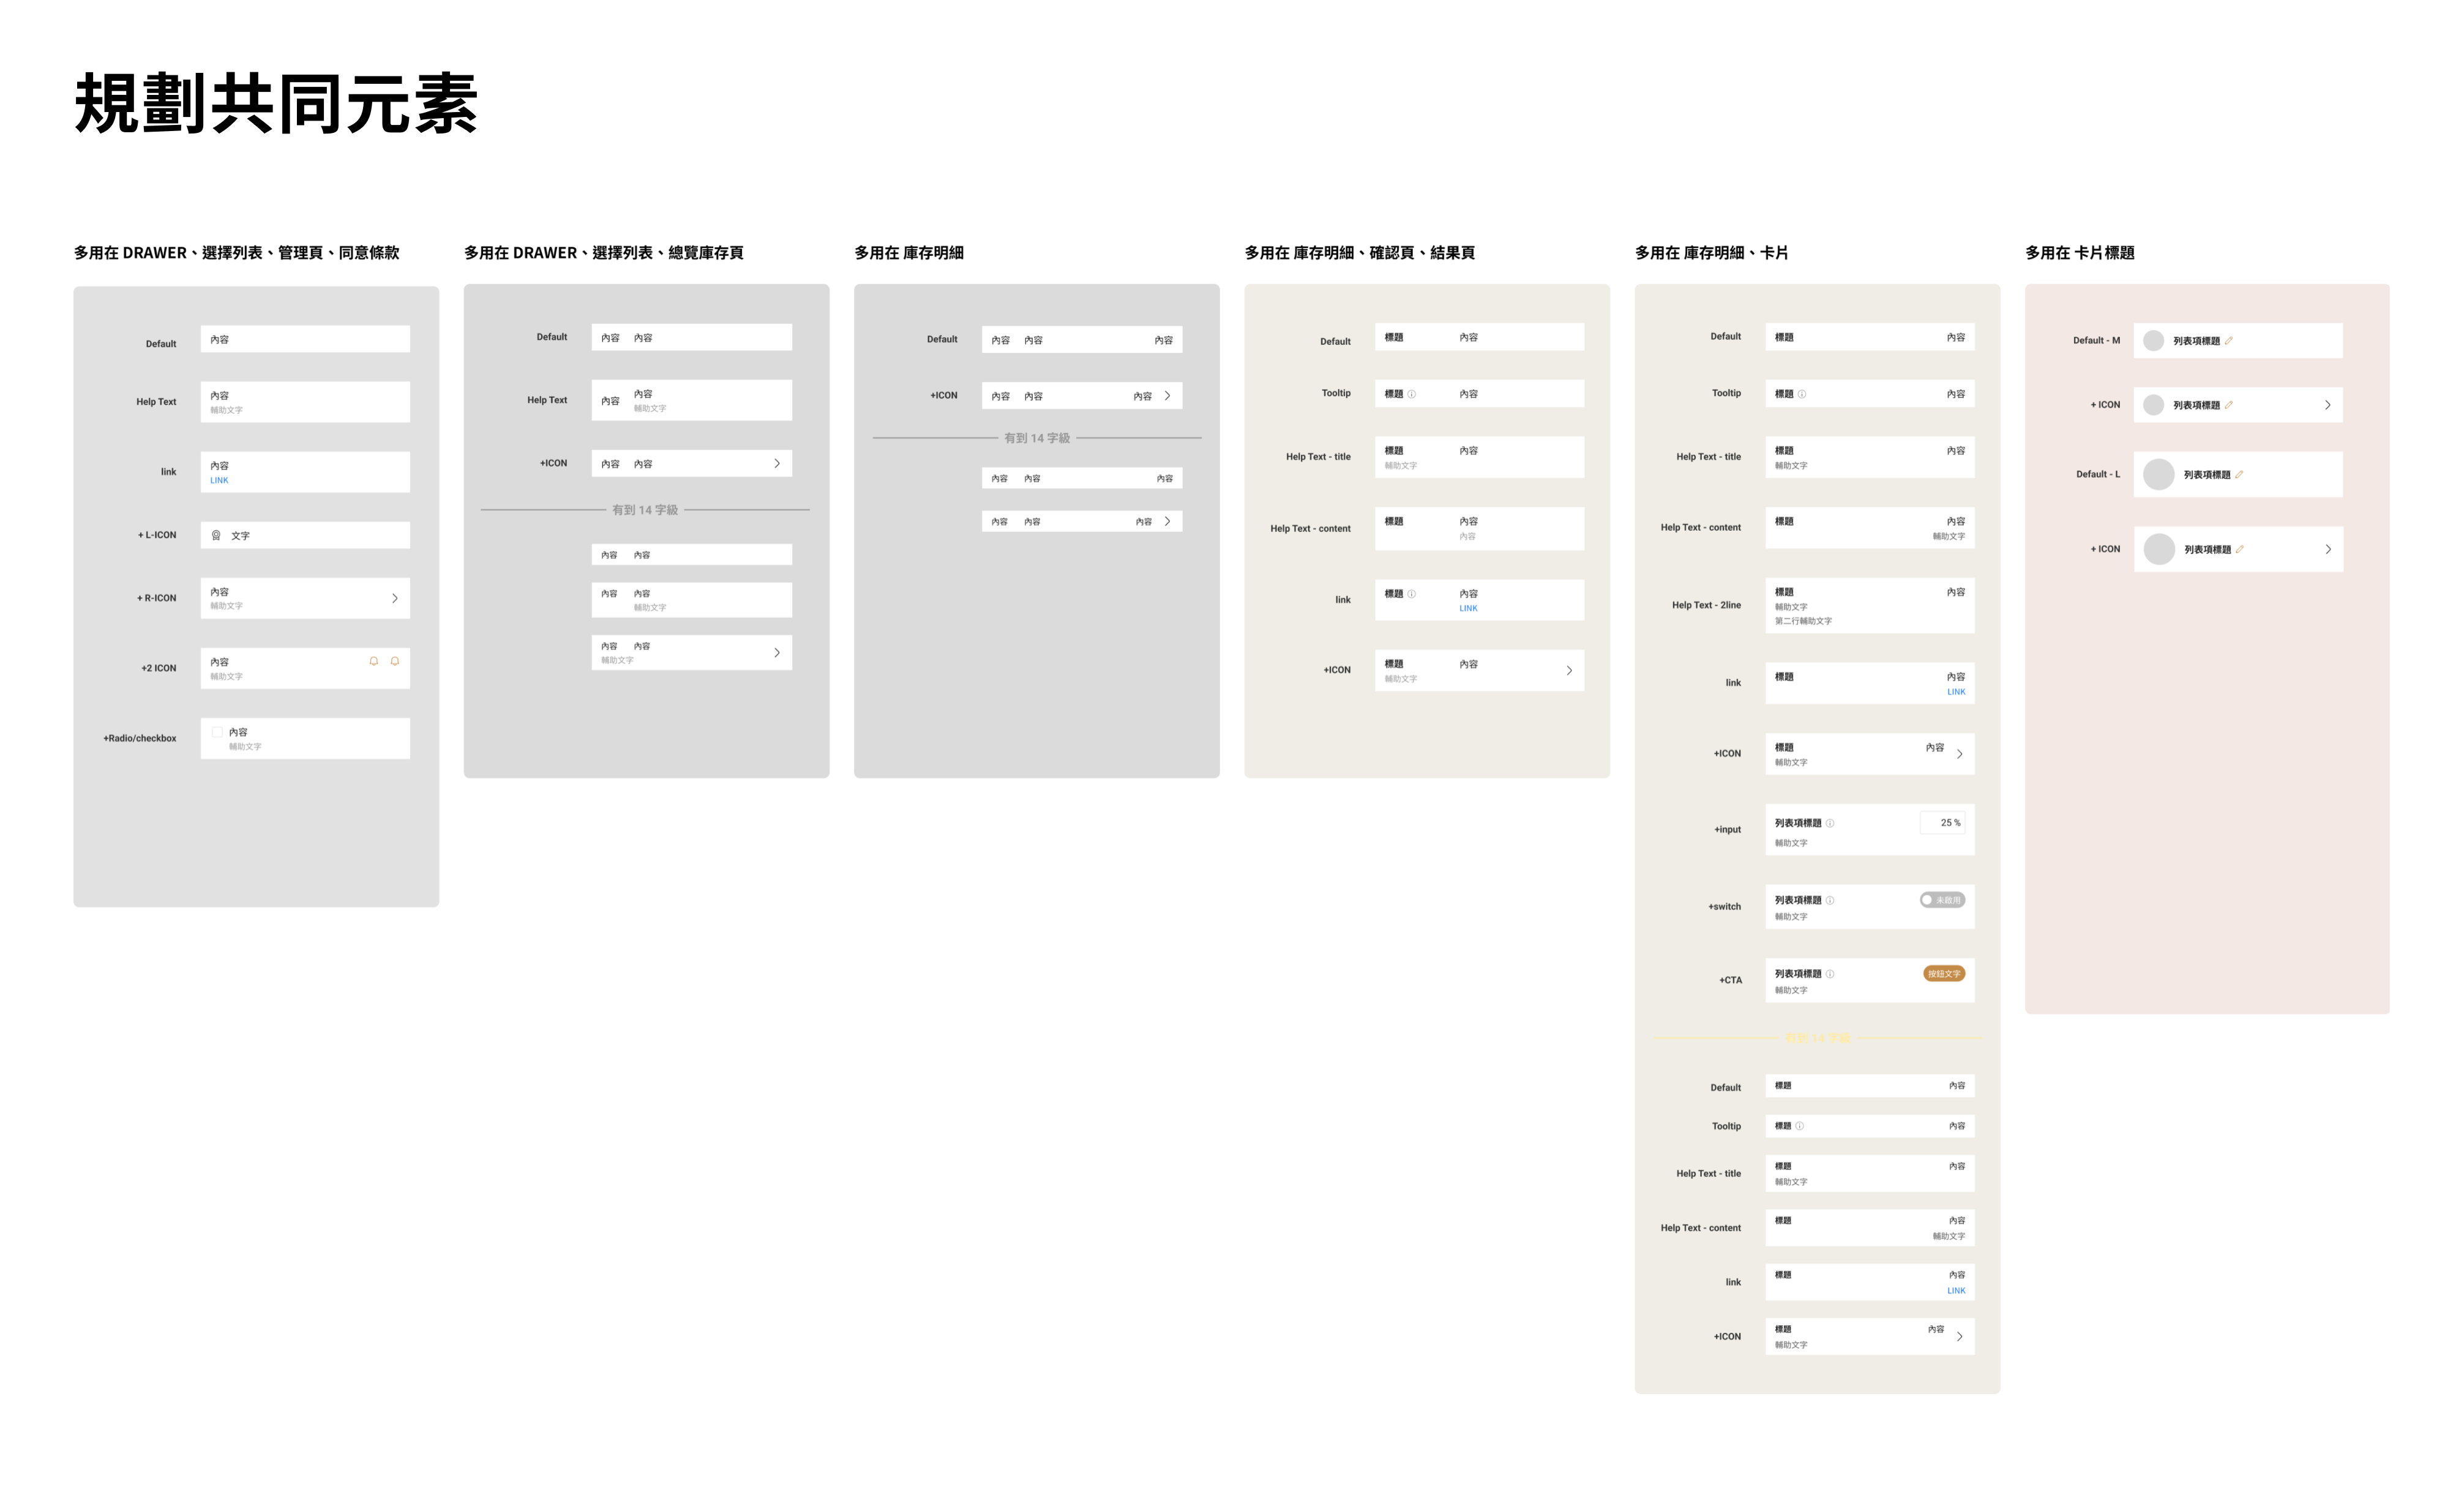 規劃共同元素
多用在 DRAWER、選擇列表、管理頁、同意條款
Default
內容
Help Text
內容
輔助文字
link
內容
LINK
+ L-ICON
文字
+ R-ICON
內容
輔助文字
+2 ICON
內容
輔助文字
+Radio/checkbox
內容
輔助文字
多用在 DRAWER、選擇列表、總覽庫存頁
Default
內容 內容
Help Text
內容 內容
輔助文字
+ICON
內容 內容
有到 14 字級
內容 內容
內容 內容
輔助文字
內容 內容
輔助文字
多用在 庫存明細
Default
內容 內容 內容
+ICON
內容 內容 內容
有到 14 字級
內容 內容 內容
內容 內容 內容
多用在 庫存明細、確認頁、結果頁
Default
標題 內容
Tooltip
標題 內容
Help Text - title
標題 內容
輔助文字
Help Text - content
標題 內容
內容
link
標題 內容
LINK
+ICON
標題 內容
輔助文字
多用在 庫存明細、卡片
Default
標題 內容
Tooltip
標題 內容
Help Text - title
標題 內容
輔助文字
Help Text - content
標題 內容
輔助文字
Help Text - 2line
標題 內容
輔助文字
第二行輔助文字
link
標題 內容
LINK
+ICON
標題 內容
輔助文字
+input
列表項標題 25 %
輔助文字
+switch
列表項標題 未啟用
輔助文字
+CTA
列表項標題 按鈕文字
輔助文字
有到 14 字級
Default
標題 內容
Tooltip
標題 內容
Help Text - title
標題 內容
輔助文字
Help Text - content
標題 內容
輔助文字
link
標題 內容
LINK
+ICON
標題 內容
輔助文字
多用在 卡片標題
Default - M
列表項標題
+ ICON
列表項標題
Default - L
列表項標題
+ ICON
列表項標題